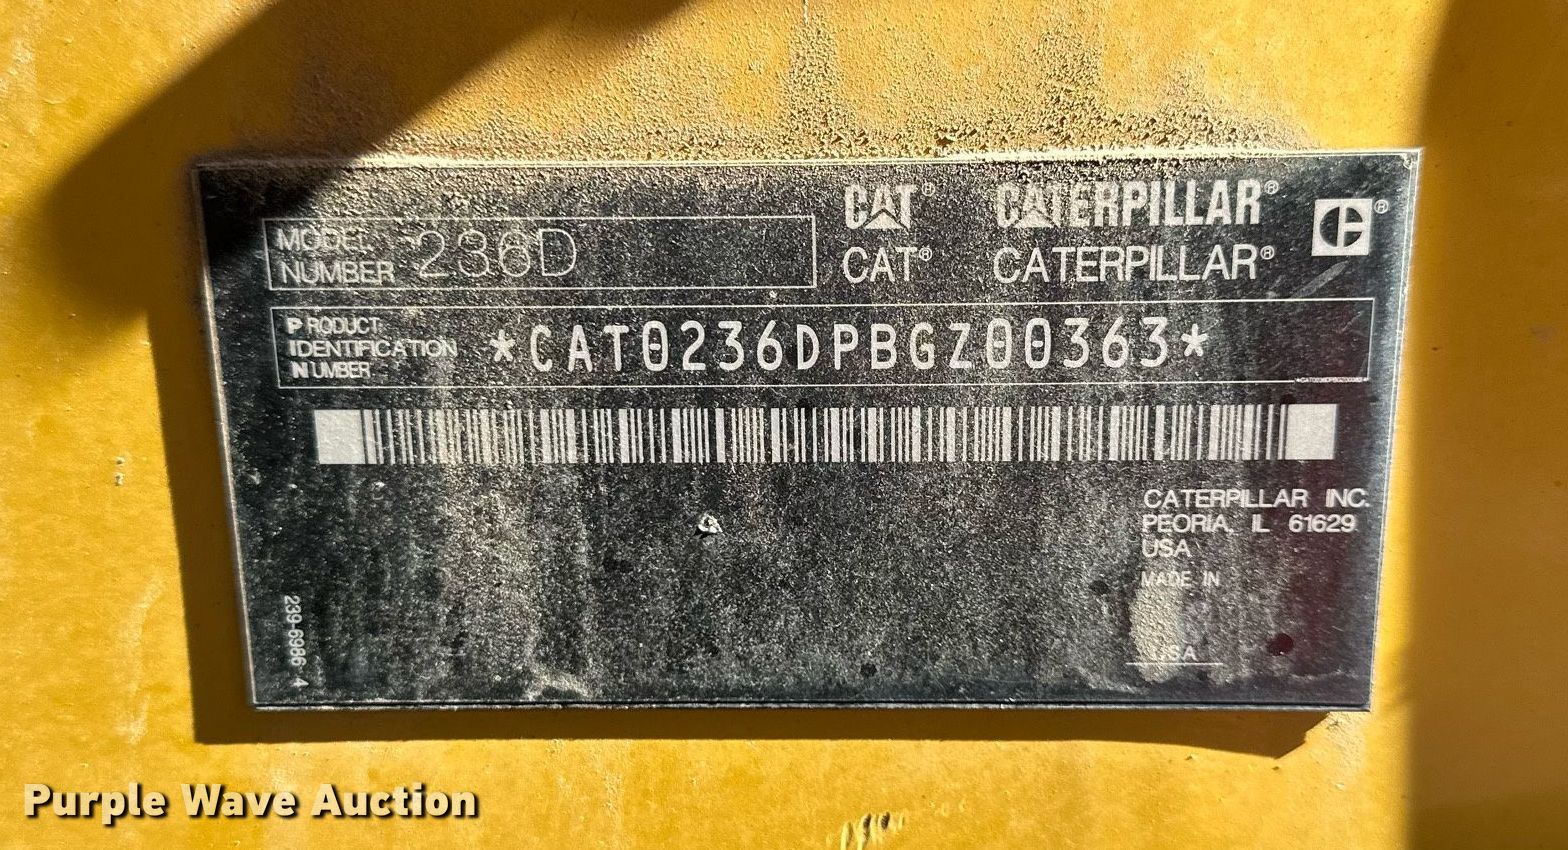 CAT® CATERPILLAR®
MODEL NUMBER 236D
CAT® CATERPILLAR®
PRODUCT
IDENTIFICATION
NUMBER
*CAT0236DPBGZ00363*
CATERPILLAR INC.
PEORIA, IL 61629
USA
MADE IN
USA
239-6986 4
Purple Wave Auction